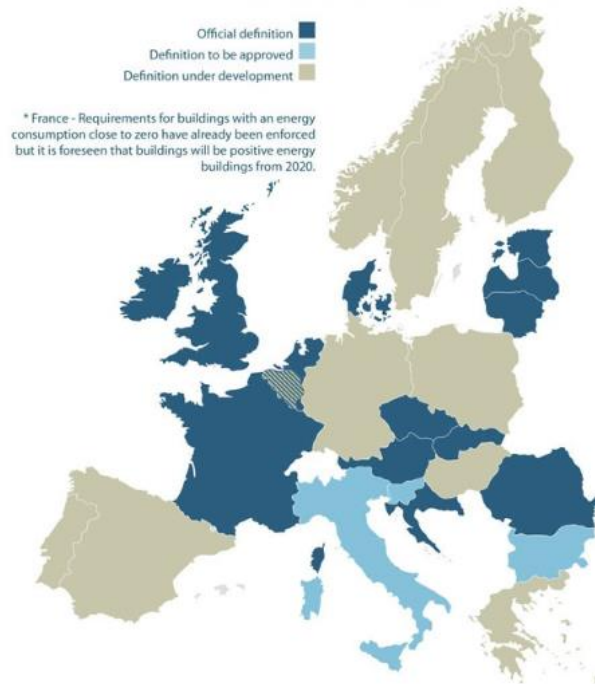 Official definition
Definition to be approved
Definition under development
* France - Requirements for buildings with an energy
consumption close to zero have already been enforced
but it is foreseen that buildings will be positive energy
buildings from 2020.